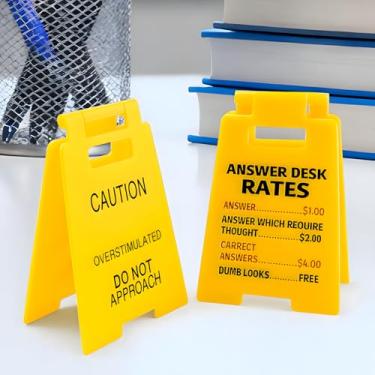 CAUTION
OVERSTIMULATED
DO NOT
APPROACH
ANSWER DESK
RATES
ANSWER..............$1.00
ANSWER WHICH REQUIRE
THOUGHT............$2.00
CARRECT
ANSWERS............$4.00
DUMB LOOKS....... FREE